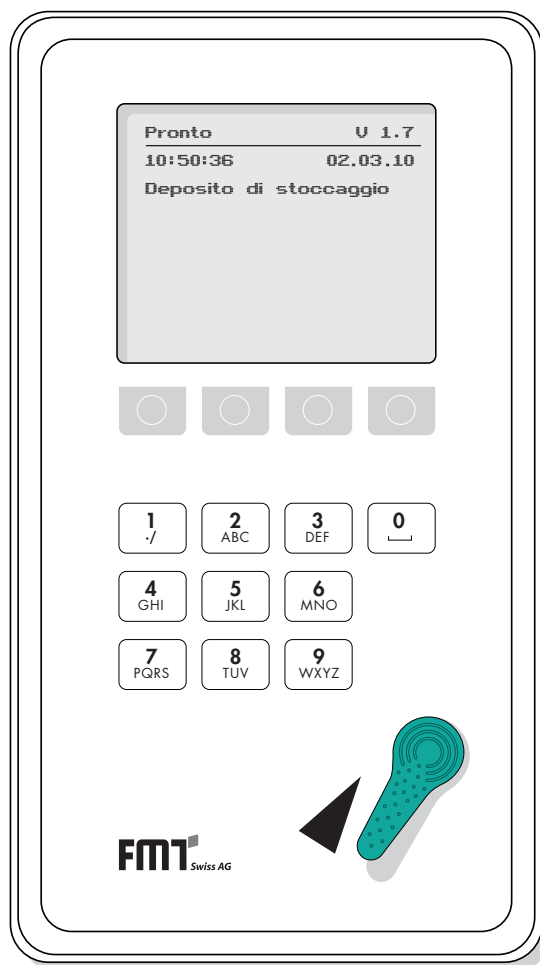 Pronto V 1.7
10:50:36 02.03.10
Deposito di stoccaggio
1 2 3 0
./ ABC DEF
4 5 6
GHI JKL MNO
7 8 9
PQRS TUV WXYZ
FMT Swiss AG